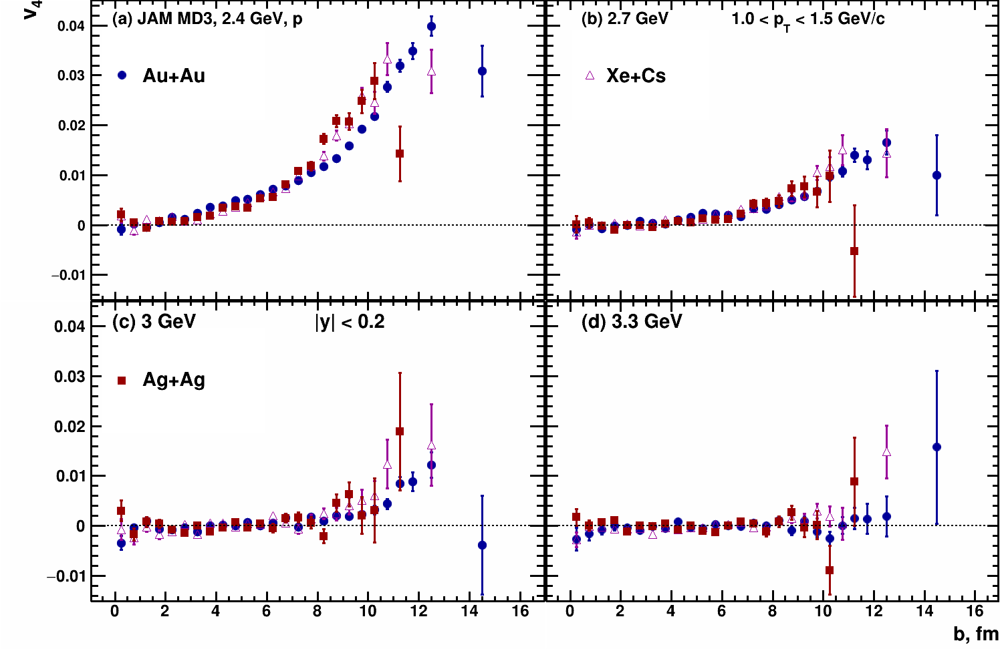 v4
(a) JAM MD3, 2.4 GeV, p
(b) 2.7 GeV
1.0 < pT < 1.5 GeV/c
0.04
0.03
0.02
0.01
0
−0.01
Au+Au
Xe+Cs
(c) 3 GeV
|y| < 0.2
(d) 3.3 GeV
0.04
0.03
0.02
0.01
0
−0.01
Ag+Ag
0 2 4 6 8 10 12 14 16
0 2 4 6 8 10 12 14 16
b, fm